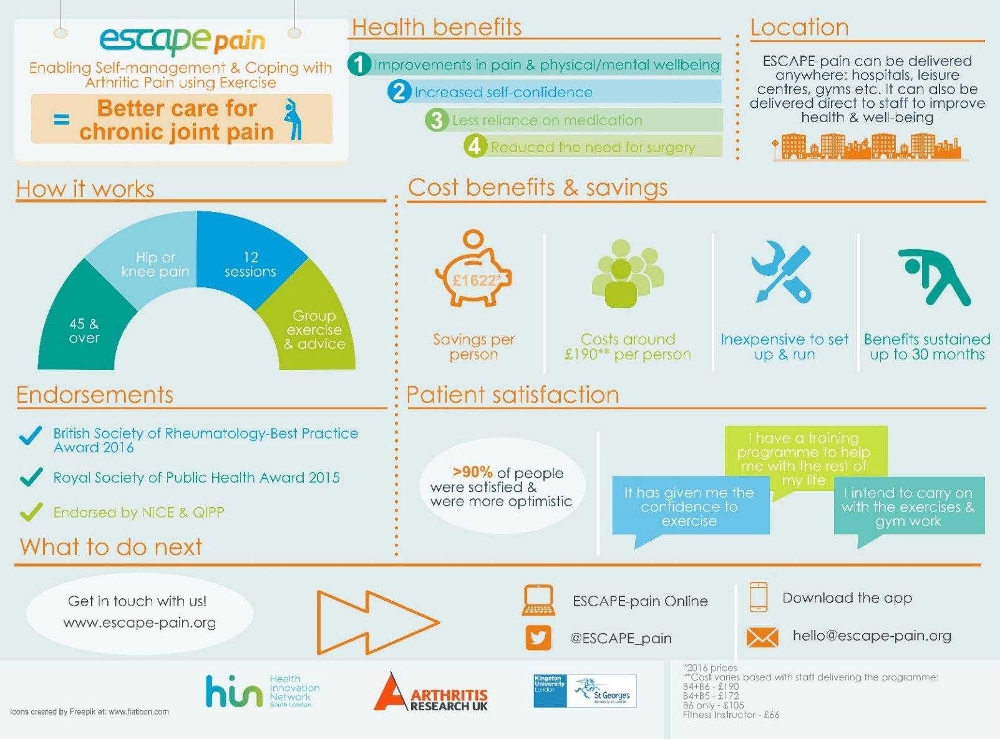 escape pain
Enabling Self-management & Coping with
Arthritic Pain using Exercise
= Better care for
chronic joint pain
Health benefits
1 Improvements in pain & physical/mental wellbeing
2 Increased self-confidence
3 Less reliance on medication
4 Reduced the need for surgery
Location
ESCAPE-pain can be delivered
anywhere: hospitals, leisure
centres, gyms etc. It can also be
delivered direct to staff to improve
health & well-being
How it works
45 &
over
Hip or
knee pain
12
sessions
Group
exercise
& advice
Cost benefits & savings
£1622*
Savings per
person
Costs around
£190** per person
Inexpensive to set
up & run
Benefits sustained
up to 30 months
Endorsements
British Society of Rheumatology-Best Practice
Award 2016
Royal Society of Public Health Award 2015
Endorsed by NICE & QIPP
Patient satisfaction
>90% of people
were satisfied &
were more optimistic
It has given me the
confidence to
exercise
I have a training
programme to help
me with the rest of
my life
I intend to carry on
with the exercises &
gym work
What to do next
Get in touch with us!
www.escape-pain.org
ESCAPE-pain Online
@ESCAPE_pain
Download the app
hello@escape-pain.org
Icons created by Freepik at: www.flaticon.com
hin
Health
Innovation
Network
South London
ARTHRITIS
RESEARCH UK
Kingston
University
London
St George's
University of London
*2016 prices
**Cost varies based with staff delivering the programme:
B4+B6 - £190
B4+B5 - £172
B6 only - £105
Fitness Instructor - £66